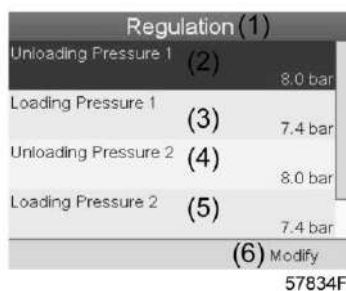 Regulation (1)
Unloading Pressure 1 (2)
8.0 bar
Loading Pressure 1 (3)
7.4 bar
Unloading Pressure 2 (4)
8.0 bar
Loading Pressure 2 (5)
7.4 bar
(6) Modify
57834F